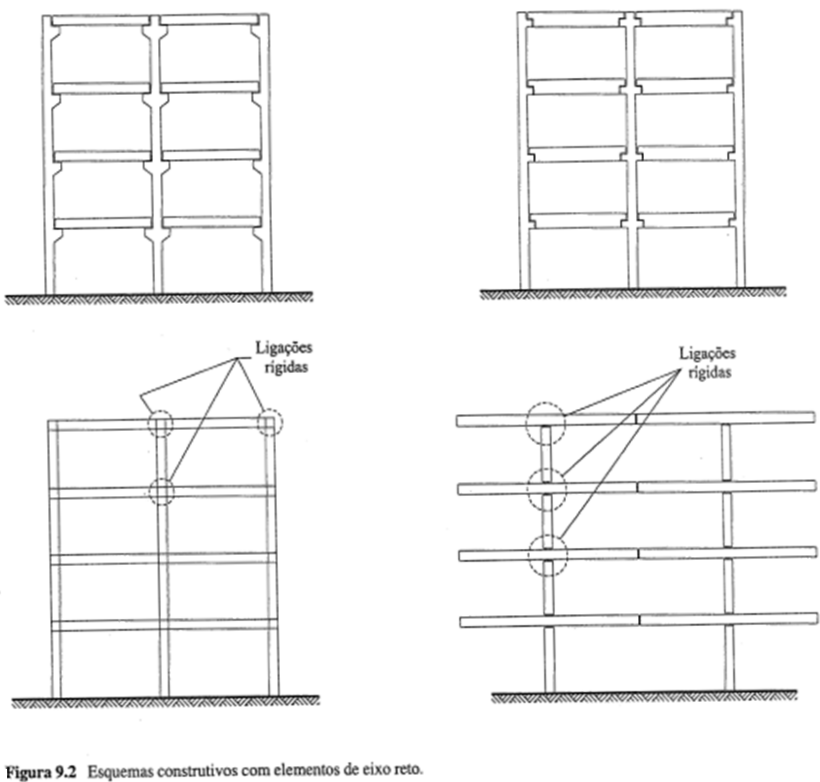 Ligações
rígidas
Ligações
rígidas
Figura 9.2 Esquemas construtivos com elementos de eixo reto.